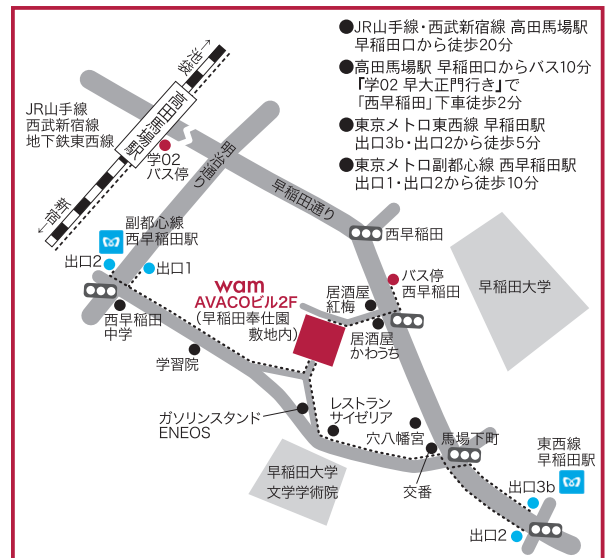 ●JR山手線・西武新宿線 高田馬場駅
早稲田口から徒歩20分
●高田馬場駅 早稲田口からバス10分
『学02 早大正門行き』で
「西早稲田」下車徒歩2分
●東京メトロ東西線 早稲田駅
出口3b・出口2から徒歩5分
●東京メトロ副都心線 西早稲田駅
出口1・出口2から徒歩10分
→池袋
JR山手線
西武新宿線
地下鉄東西線
高田馬場駅
学02
バス停
明治通り
早稲田通り
←新宿
副都心線
西早稲田駅
出口2
出口1
西早稲田
バス停
西早稲田
早稲田大学
wam
AVACOビル2F
(早稲田奉仕園
敷地内)
居酒屋
紅梅
居酒屋
かわうち
西早稲田
中学
学習院
ガソリンスタンド
ENEOS
レストラン
サイゼリア
穴八幡宮
馬場下町
交番
早稲田大学
文学学術院
東西線
早稲田駅
出口3b
出口2